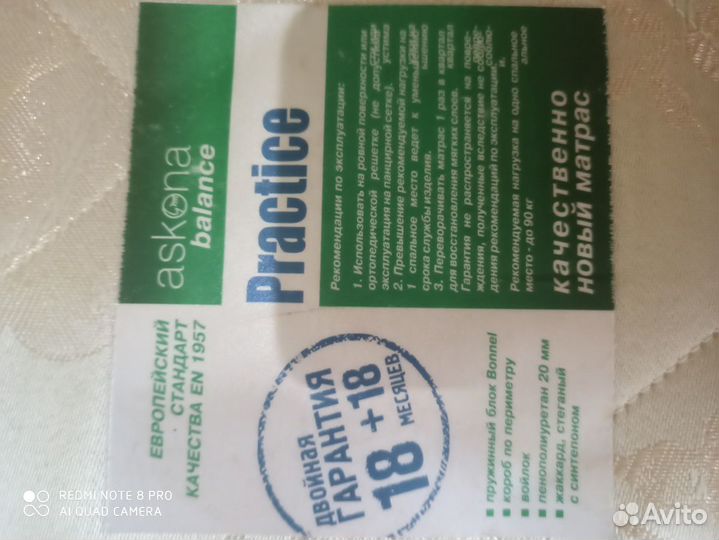 askona
balance
Practice
Рекомендации по эксплуатации:
1. Использовать на ровной поверхности или
ортопедической решетке (не допустима
эксплуатация на панцирной сетке).
2. Превышение рекомендуемой нагрузки на
1 спальное место ведет к уменьшению
срока службы изделия.
3. Переворачивать матрас 1 раз в квартал
для восстановления мягких слоев.
Гарантия не распространяется на повре-
ждения, полученные вследствие не соблю-
дения рекомендаций по эксплуатации.
Рекомендуемая нагрузка на одно спальное
место - до 90 кг
качественно
новый матрас
ЕВРОПЕЙСКИЙ
СТАНДАРТ
КАЧЕСТВА EN 1957
ДВОЙНАЯ
ГАРАНТИЯ
18+18
МЕСЯЦЕВ
пружинный блок Bonnel
короб по периметру
войлок
пенополиуретан 20 мм
жаккард, стеганый
с синтепоном
REDMI NOTE 8 PRO
AI QUAD CAMERA
Avito